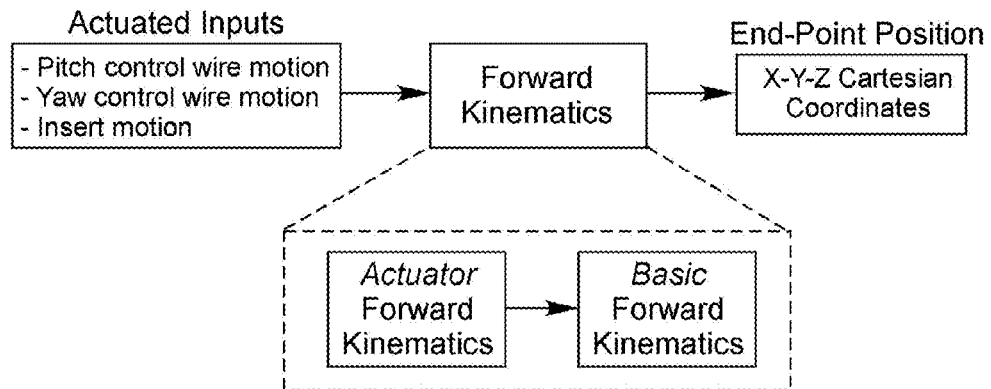 Actuated Inputs
- Pitch control wire motion
- Yaw control wire motion
- Insert motion
Forward
Kinematics
End-Point Position
X-Y-Z Cartesian
Coordinates
Actuator
Forward
Kinematics
Basic
Forward
Kinematics